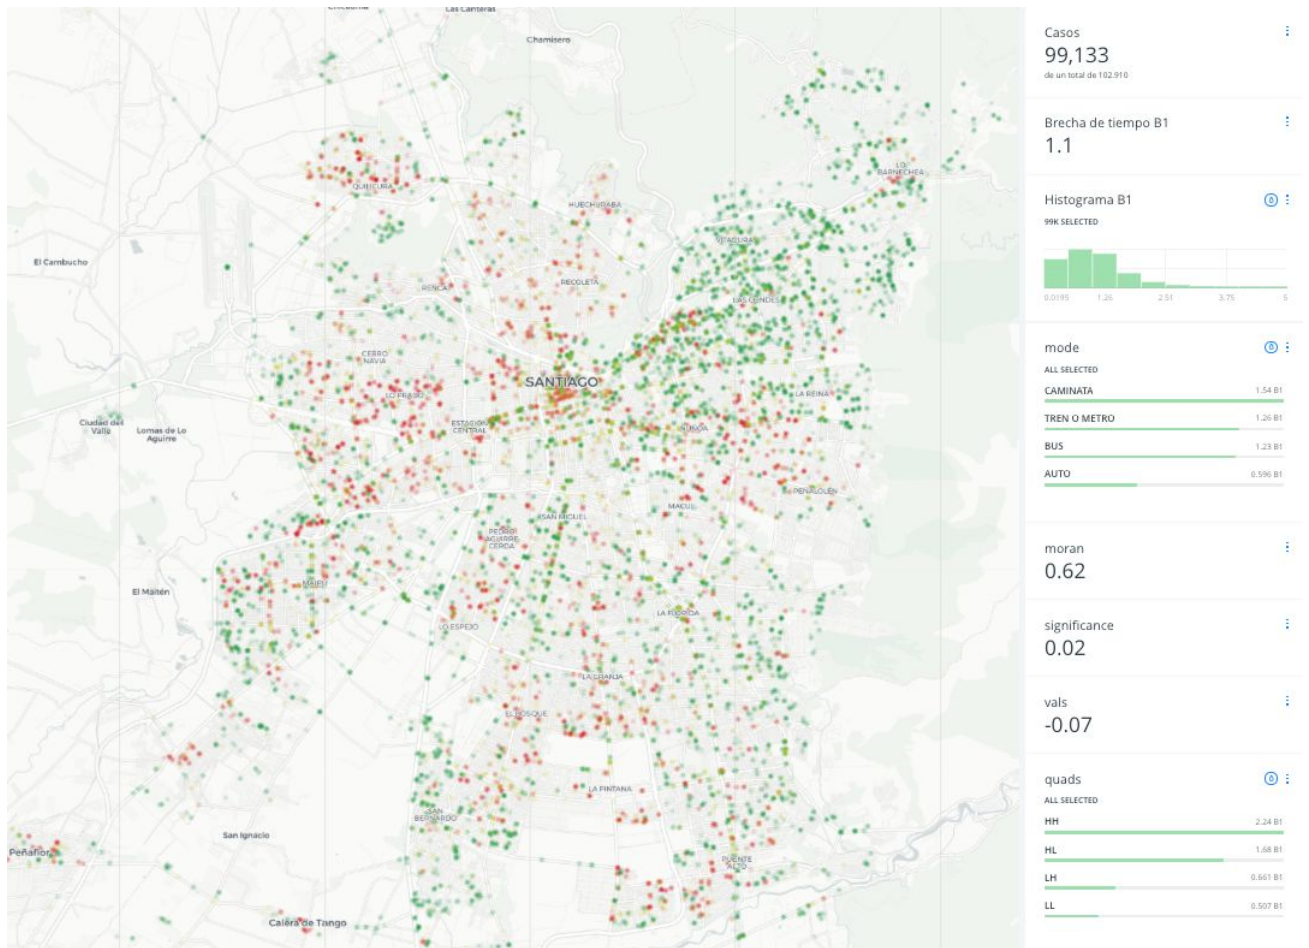 Las Canteras
Chamisero
LO
BARNECHEA
QUILICURA
HUECHURABA
VITACURA
El Cambucho
RENCA
RECOLETA
LAS CONDES
CERRO
NAVIA
SANTIAGO
LO PRADO
LA REINA
Ciudad del
Valle
Lomas de Lo
Aguirre
ESTACIÓN
CENTRAL
ÑUÑOA
PEÑALOLÉN
MACUL
SAN MIGUEL
PEDRO
AGUIRRE
CERDA
MAIPÚ
El Maitén
LA FLORIDA
LO ESPEJO
LA GRANJA
EL BOSQUE
LA PINTANA
SAN
BERNARDO
San Ignacio
Peñaflor
PUENTE
ALTO
Calera de Tango
Casos
99,133
de un total de 102.910
Brecha de tiempo B1
1.1
Histograma B1
99K SELECTED
0.0195 1.26 2.51 3.75 5
mode
ALL SELECTED
CAMINATA 1.54 B1
TREN O METRO 1.26 B1
BUS 1.23 B1
AUTO 0.596 B1
moran
0.62
significance
0.02
vals
-0.07
quads
ALL SELECTED
HH 2.24 B1
HL 1.68 B1
LH 0.661 B1
LL 0.507 B1